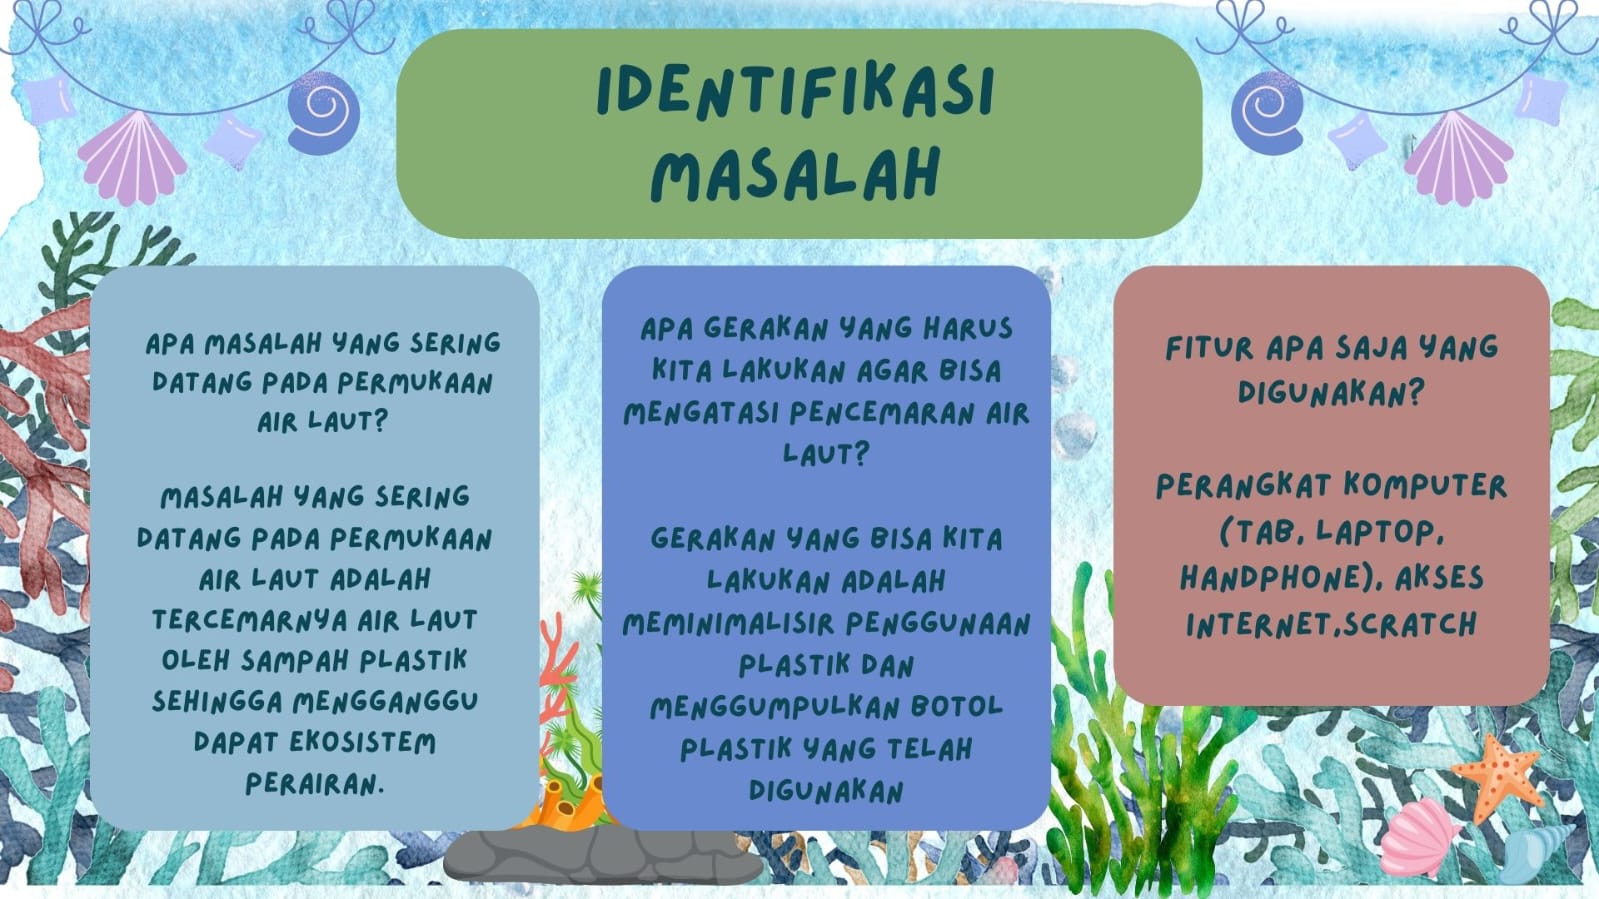 IDENTIFIKASI
MASALAH
APA MASALAH YANG SERING
DATANG PADA PERMUKAAN
AIR LAUT?
MASALAH YANG SERING
DATANG PADA PERMUKAAN
AIR LAUT ADALAH
TERCEMARNYA AIR LAUT
OLEH SAMPAH PLASTIK
SEHINGGA MENGGANGGU
DAPAT EKOSISTEM
PERAIRAN.
APA GERAKAN YANG HARUS
KITA LAKUKAN AGAR BISA
MENGATASI PENCEMARAN AIR
LAUT?
GERAKAN YANG BISA KITA
LAKUKAN ADALAH
MEMINIMALISIR PENGGUNAAN
PLASTIK DAN
MENGGUMPULKAN BOTOL
PLASTIK YANG TELAH
DIGUNAKAN
FITUR APA SAJA YANG
DIGUNAKAN?
PERANGKAT KOMPUTER
(TAB, LAPTOP,
HANDPHONE), AKSES
INTERNET,SCRATCH